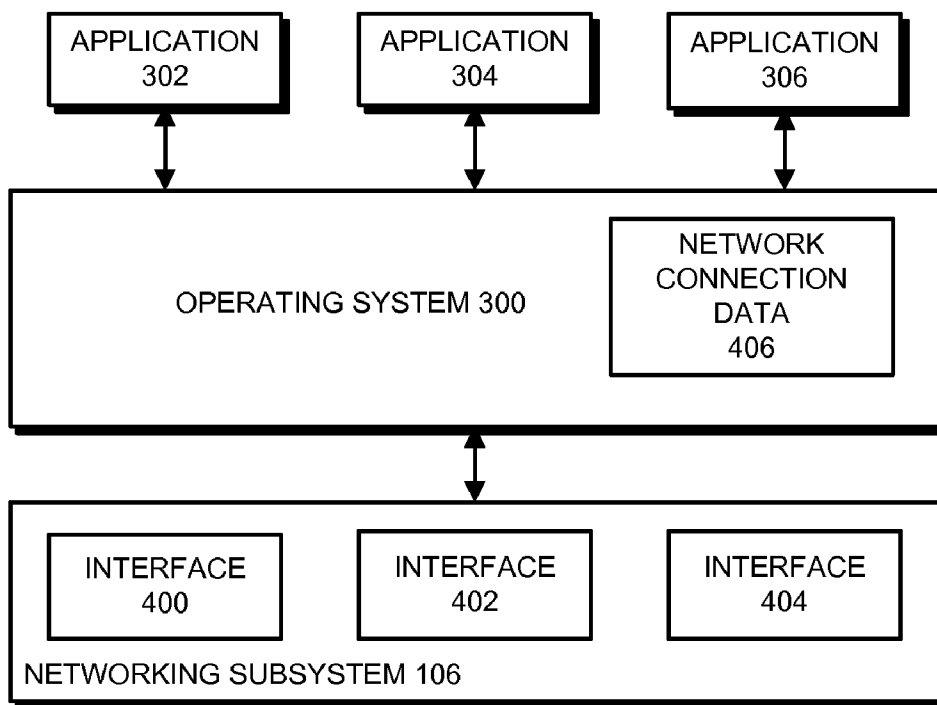 APPLICATION
302
APPLICATION
304
APPLICATION
306
OPERATING SYSTEM 300
NETWORK
CONNECTION
DATA
406
INTERFACE
400
INTERFACE
402
INTERFACE
404
NETWORKING SUBSYSTEM 106